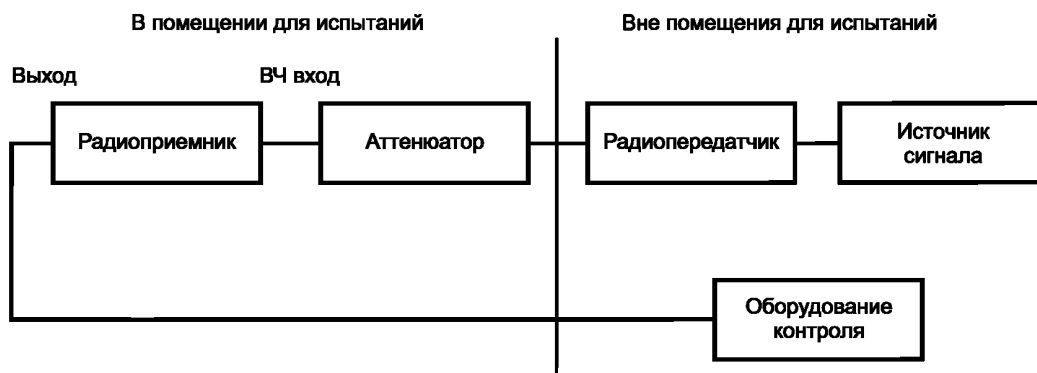 В помещении для испытаний
Вне помещения для испытаний
Выход
ВЧ вход
Радиоприемник
Аттенюатор
Радиопередатчик
Источник
сигнала
Оборудование
контроля